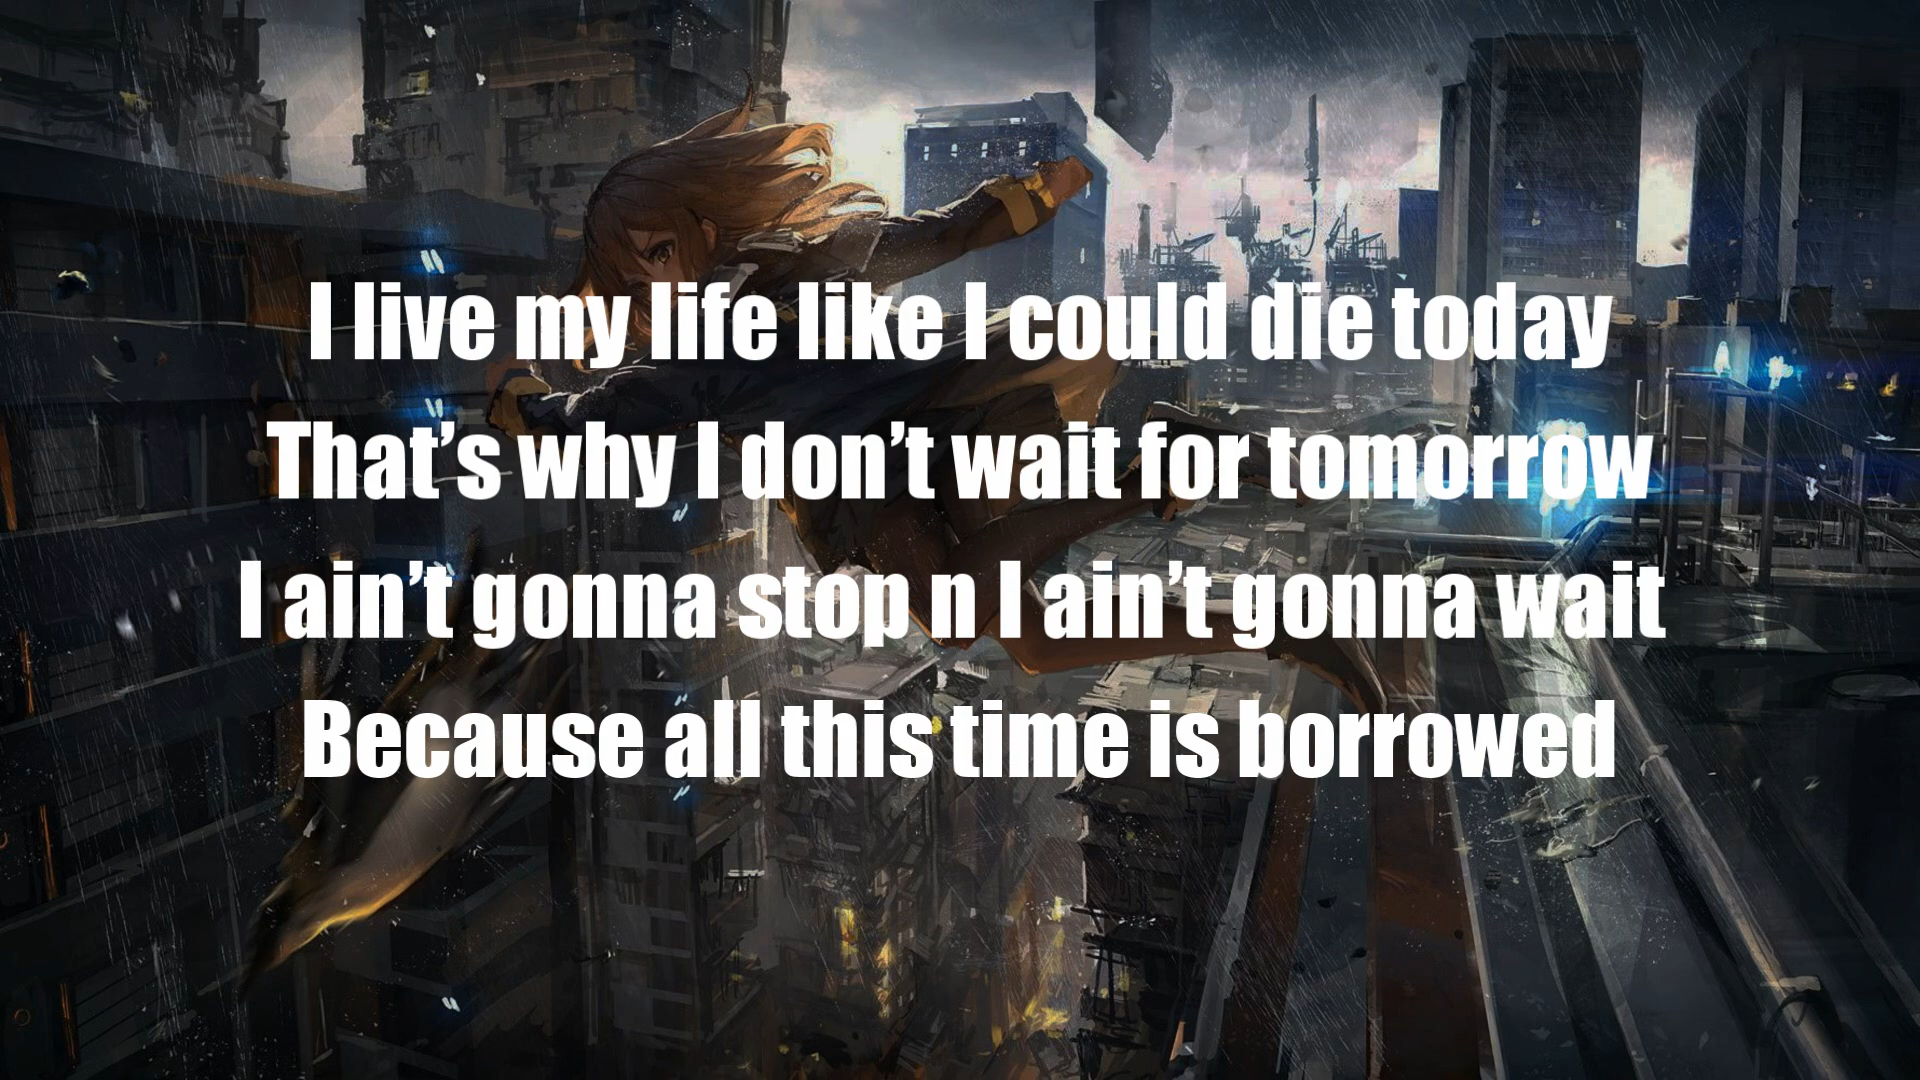 I live my life like I could die today
That’s why I don’t wait for tomorrow
I ain’t gonna stop n I ain’t gonna wait
Because all this time is borrowed